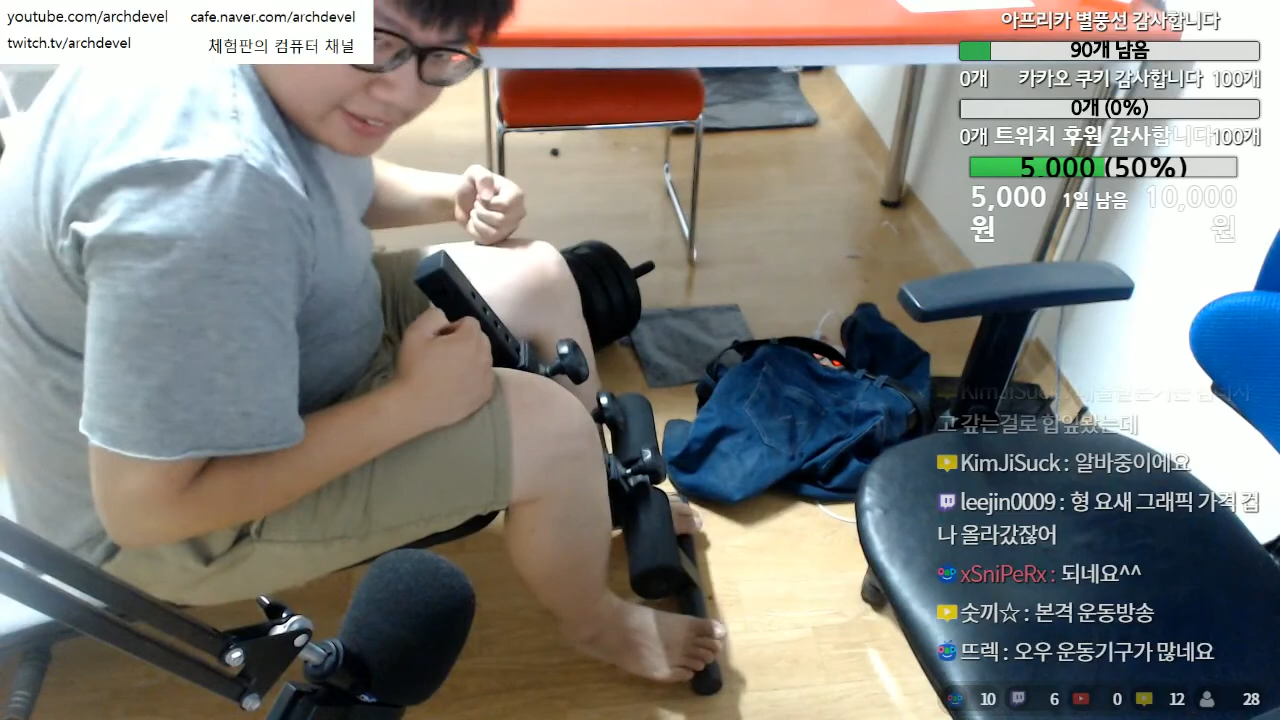 youtube.com/archdevel
cafe.naver.com/archdevel
twitch.tv/archdevel
체험판의 컴퓨터 채널
아프리카 별풍선 감사합니다
90개 남음
0개 카카오 쿠키 감사합니다 100개
0개 (0%)
0개 트위치 후원 감사합니다 100개
5,000 (50%)
5,000원 1일 남음 10,000원
KimJiSuck :
고 갚는걸로 합의봤는데
KimJiSuck : 알바중이에요
leejin0009 : 형 요새 그래픽 가격 겁
나 올라갔잖어
xSniPeRx : 되네요^^
숫끼☆ : 본격 운동방송
뜨렉 : 오우 운동기구가 많네요
10 6 0 12 28